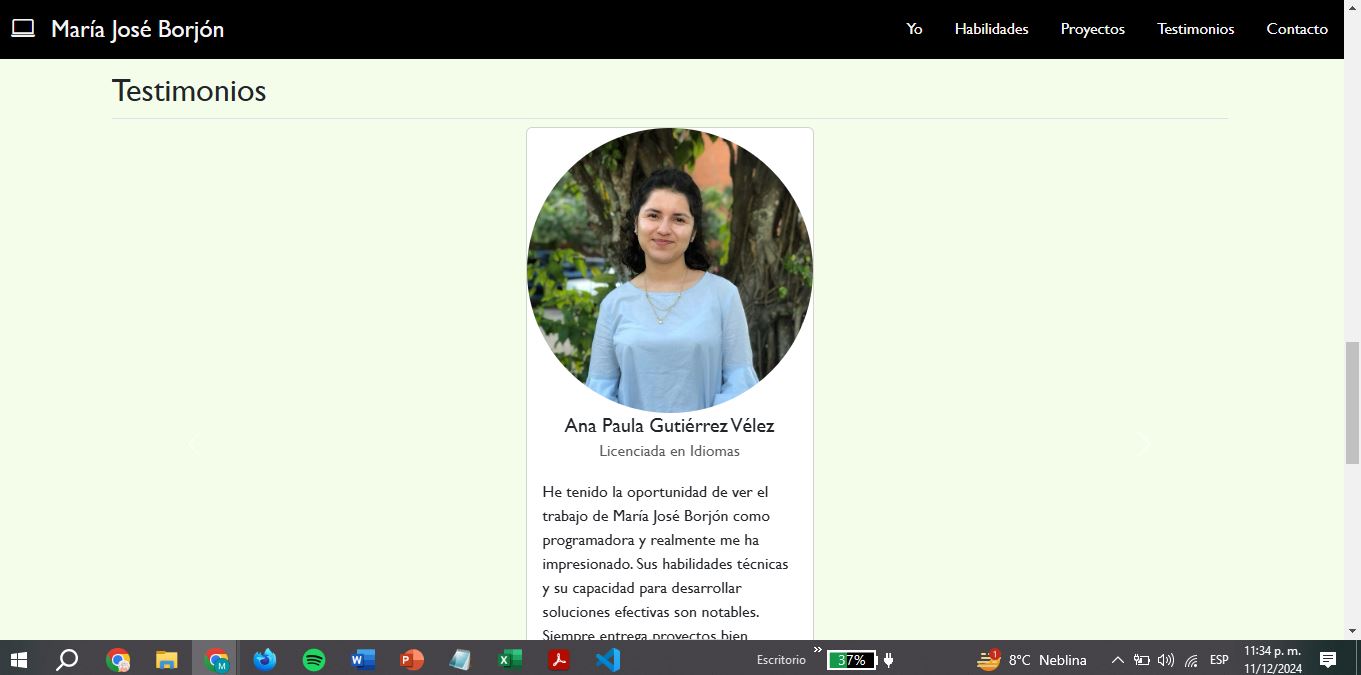 María José Borjón
Yo
Habilidades
Proyectos
Testimonios
Contacto
Testimonios
Ana Paula Gutiérrez Vélez
Licenciada en Idiomas
He tenido la oportunidad de ver el
trabajo de María José Borjón como
programadora y realmente me ha
impresionado. Sus habilidades técnicas
y su capacidad para desarrollar
soluciones efectivas son notables.
Siempre entrega proyectos bien
Escritorio
37%
1
8°C Neblina
ESP
11:34 p. m.
11/12/2024